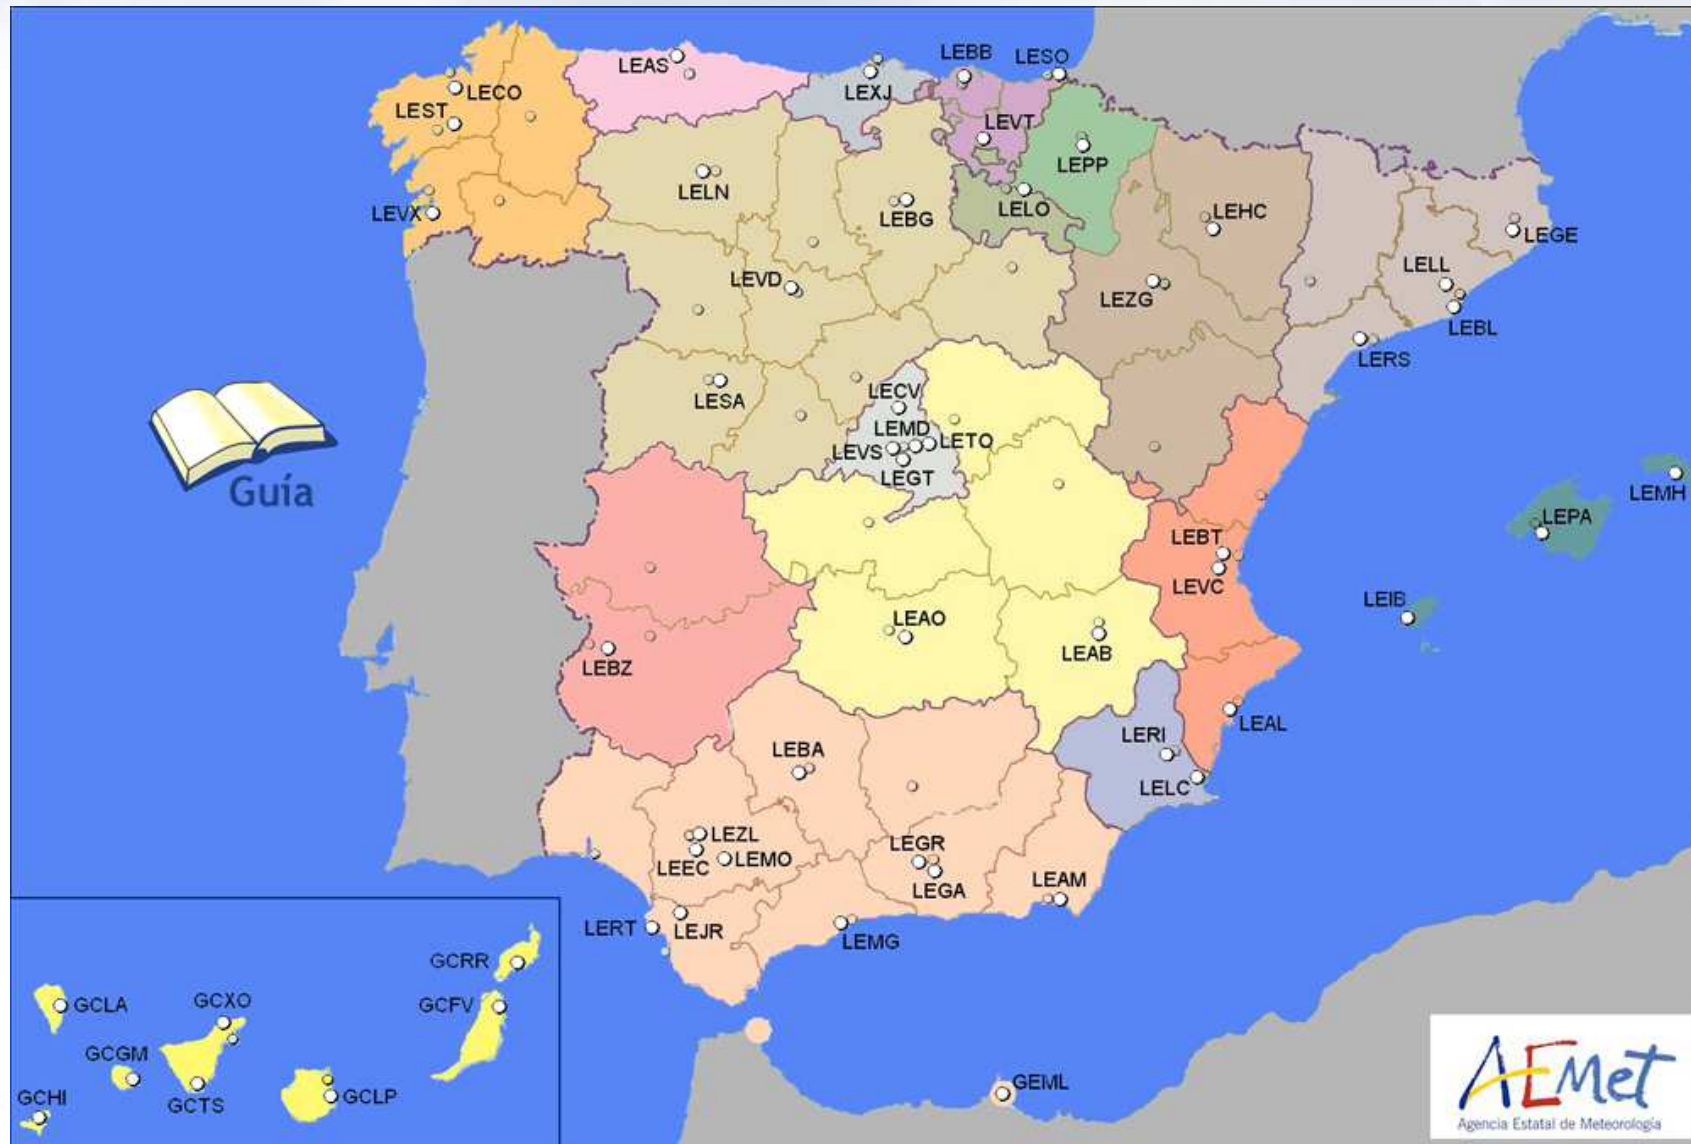 LEBB
LESO
LEAS
LEXJ
LECO
LEST
LEVT
LEPP
LELN
LELO
LEHC
LEVX
LEBG
LEGE
LELL
LEVD
LEZG
LEBL
LERS
LESA
LECV
LEMD
LETO
LEVS
LEGT
Guía
LEMH
LEPA
LEBT
LEVC
LEIB
LEAO
LEAB
LEBZ
LEAL
LERI
LEBA
LELC
LEZL
LEMO
LEEC
LEGR
LEGA
LEAM
LERT
LEJR
LEMG
GCRR
GCLA
GCXO
GCFV
GCGM
GCHI
GCTS
GCLP
GEML
AEMet
Agencia Estatal de Meteorología